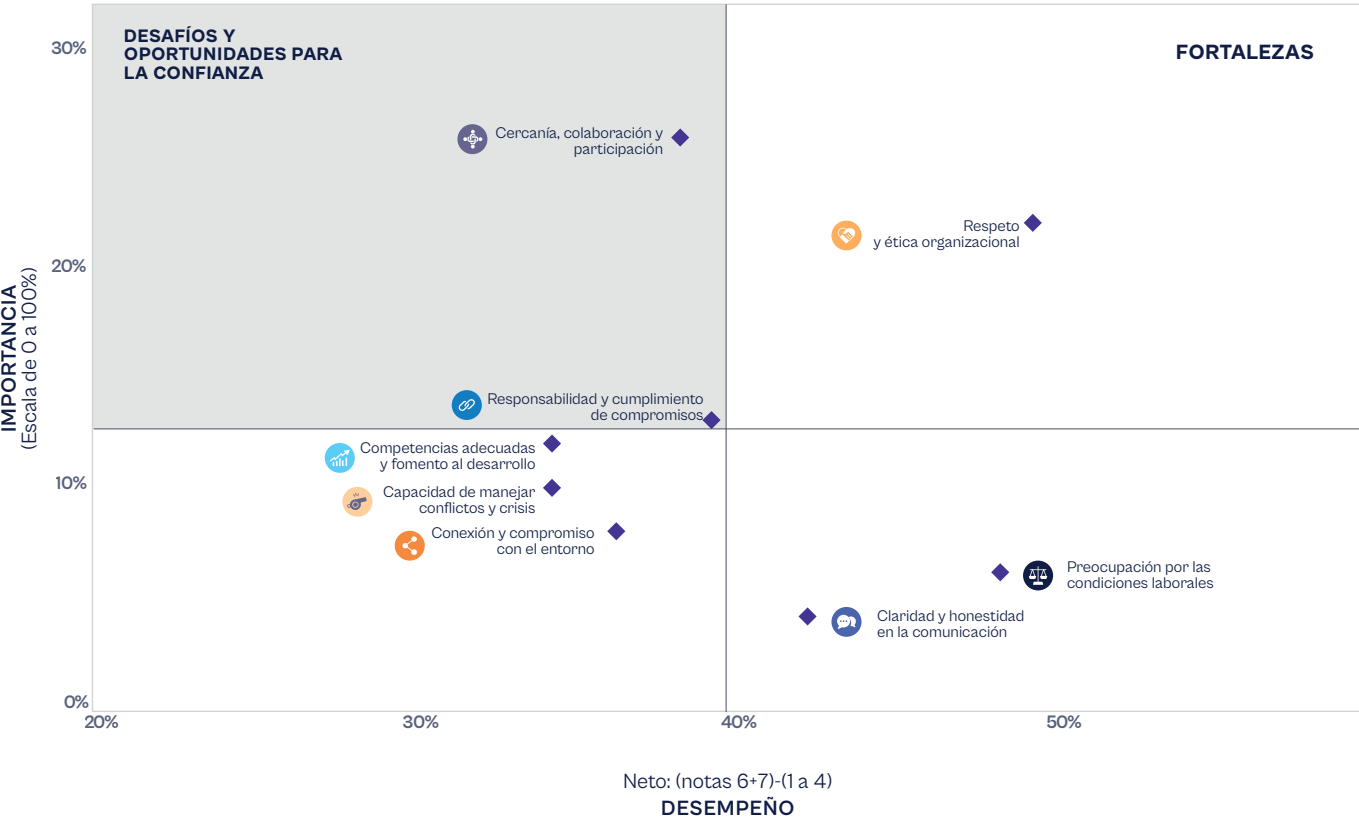 DESAFÍOS Y
OPORTUNIDADES PARA
LA CONFIANZA
FORTALEZAS
30%
Cercanía, colaboración y
participación
Respeto
y ética organizacional
20%
IMPORTANCIA
(Escala de 0 a 100%)
Responsabilidad y cumplimiento
de compromisos
Competencias adecuadas
y fomento al desarrollo
10%
Capacidad de manejar
conflictos y crisis
Conexión y compromiso
con el entorno
Preocupación por las
condiciones laborales
Claridad y honestidad
en la comunicación
0%
20%
30%
40%
50%
Neto: (notas 6+7)-(1 a 4)
DESEMPEÑO